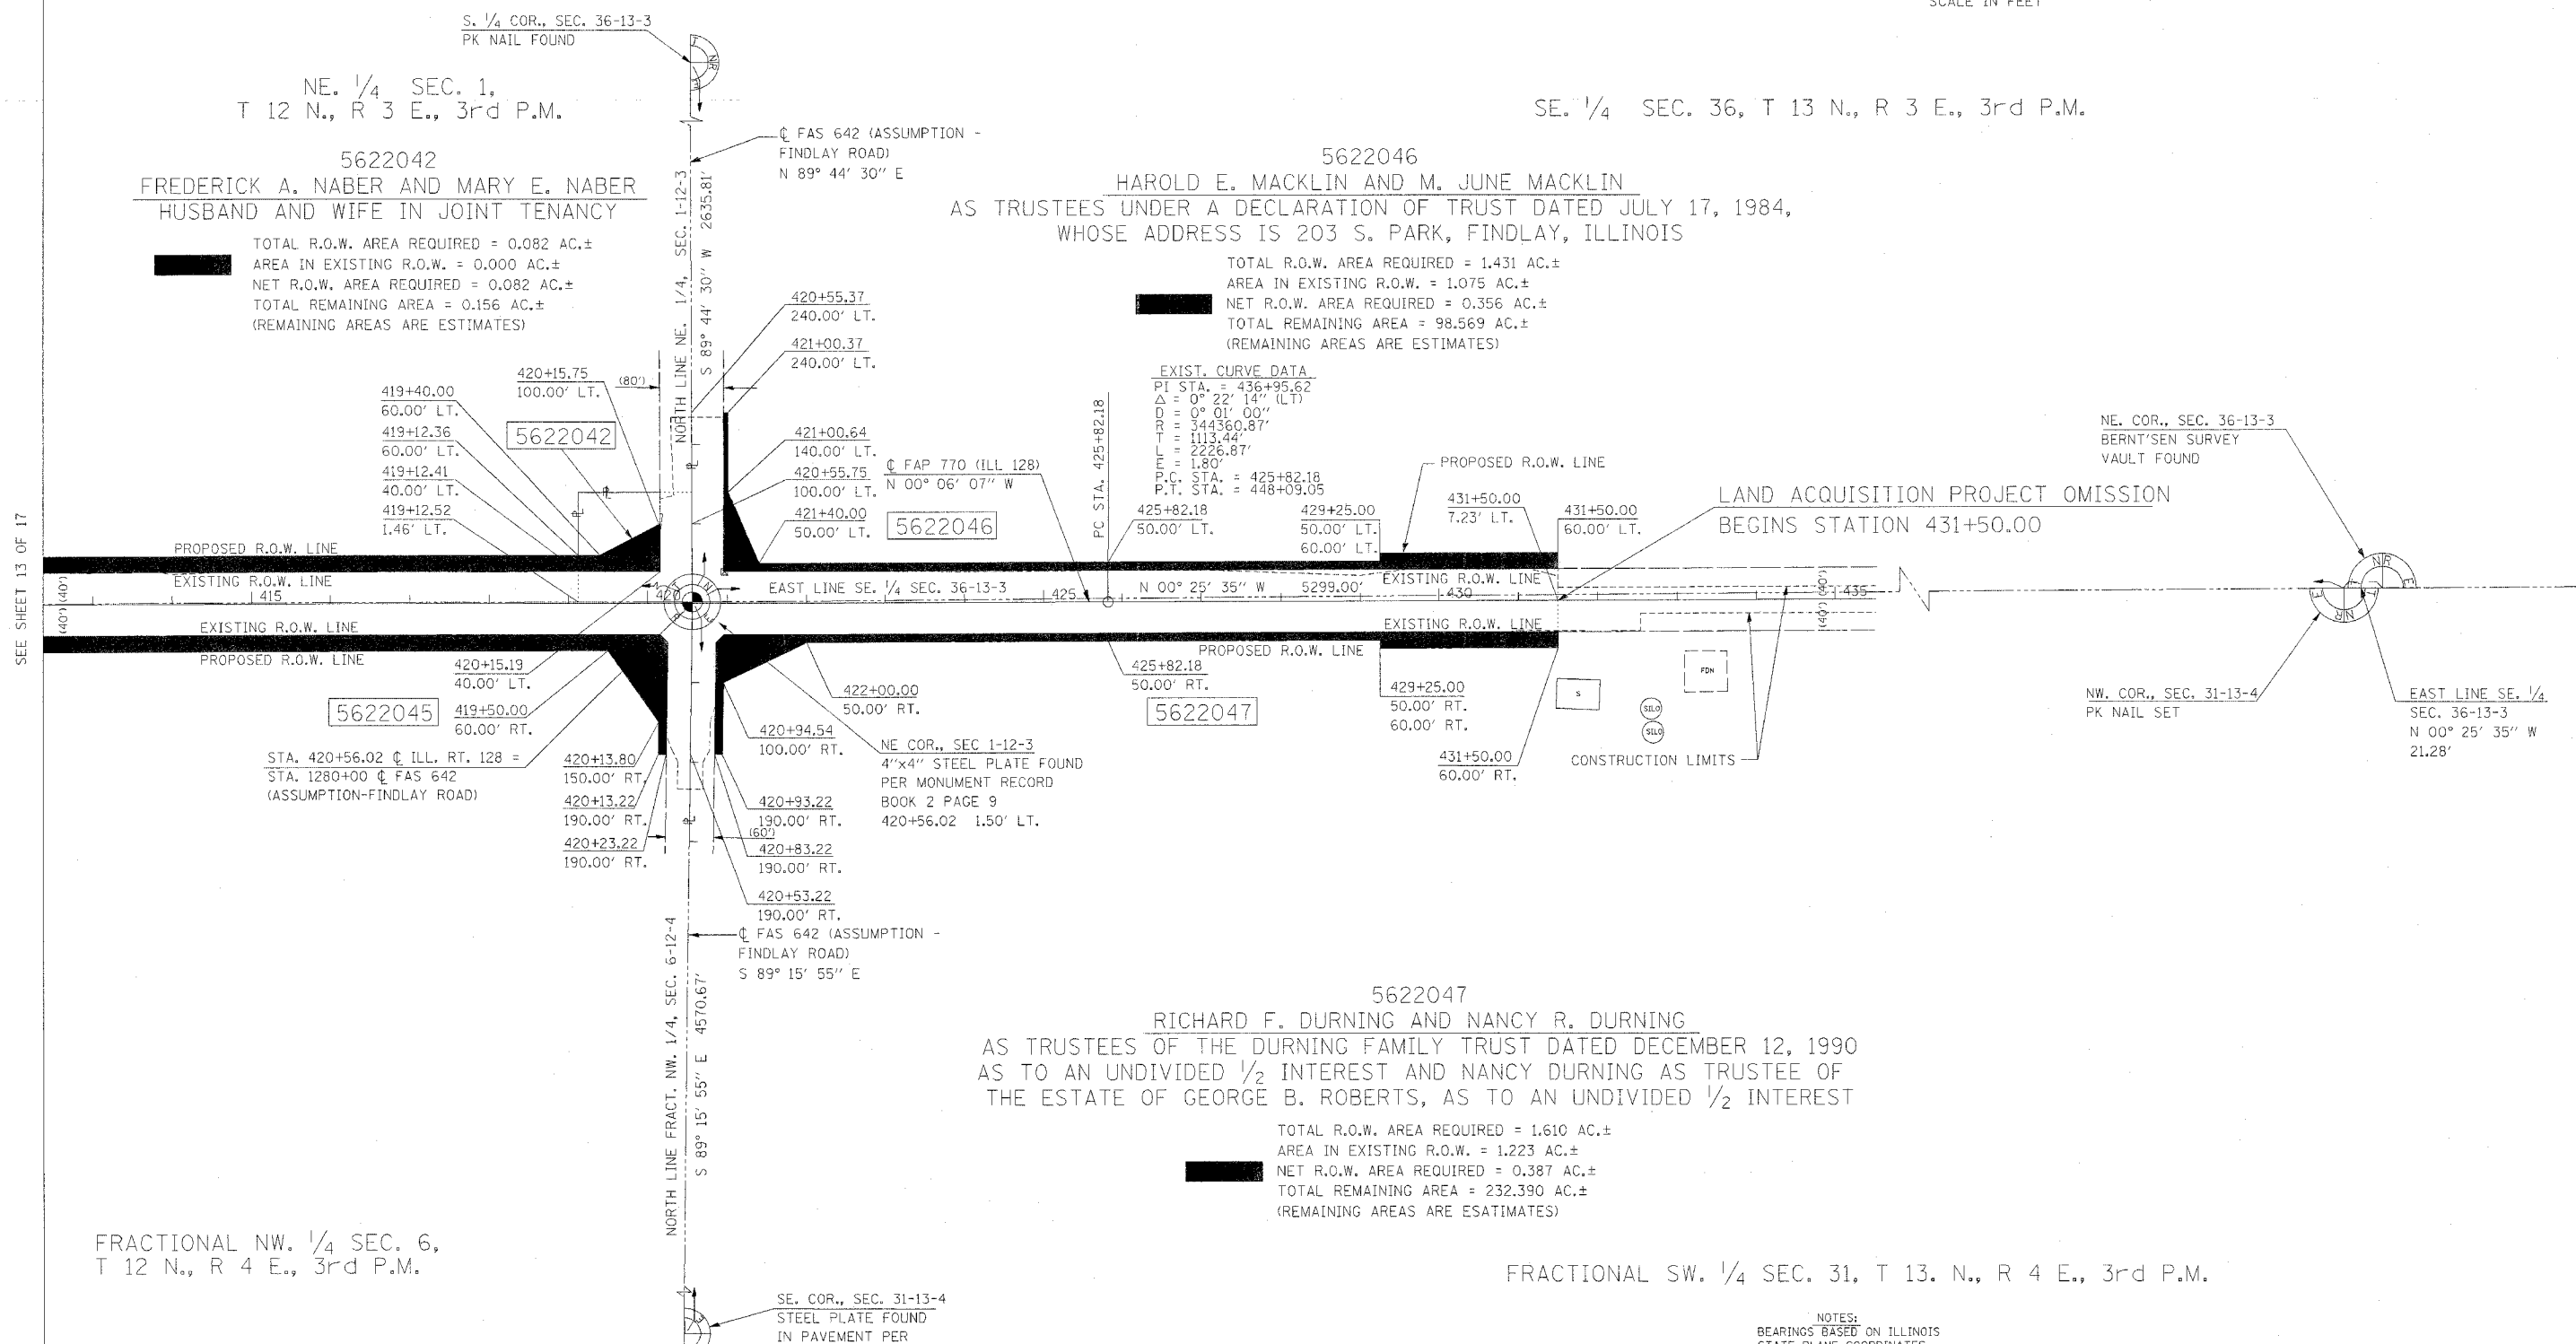 SCALE IN FEET
S. 1/4 COR., SEC. 36-13-3
PK NAIL FOUND
NE. 1/4 SEC. 1,
T 12 N., R 3 E., 3rd P.M.
SE. 1/4 SEC. 36, T 13 N., R 3 E., 3rd P.M.
5622042
FREDERICK A. NABER AND MARY E. NABER
HUSBAND AND WIFE IN JOINT TENANCY
TOTAL R.O.W. AREA REQUIRED = 0.082 AC.±
AREA IN EXISTING R.O.W. = 0.000 AC.±
NET R.O.W. AREA REQUIRED = 0.082 AC.±
TOTAL REMAINING AREA = 0.156 AC.±
(REMAINING AREAS ARE ESTIMATES)
℄ FAS 642 (ASSUMPTION -
FINDLAY ROAD)
N 89° 44' 30'' E
NORTH LINE NE. 1/4, SEC. 1-12-3
S 89° 44' 30'' W 2635.81'
5622046
HAROLD E. MACKLIN AND M. JUNE MACKLIN
AS TRUSTEES UNDER A DECLARATION OF TRUST DATED JULY 17, 1984,
WHOSE ADDRESS IS 203 S. PARK, FINDLAY, ILLINOIS
TOTAL R.O.W. AREA REQUIRED = 1.431 AC.±
AREA IN EXISTING R.O.W. = 1.075 AC.±
NET R.O.W. AREA REQUIRED = 0.356 AC.±
TOTAL REMAINING AREA = 98.569 AC.±
(REMAINING AREAS ARE ESTIMATES)
EXIST. CURVE DATA
PI STA. = 436+95.62
Δ = 0° 22' 14'' (LT)
D = 0° 01' 00''
R = 344360.87'
T = 1113.44'
L = 2226.87'
E = 1.80'
P.C. STA. = 425+82.18
P.T. STA. = 448+09.05
420+55.37
240.00' LT.
421+00.37
240.00' LT.
420+15.75
100.00' LT.
(80')
419+40.00
60.00' LT.
419+12.36
60.00' LT.
419+12.41
40.00' LT.
419+12.52
1.46' LT.
5622042
421+00.64
140.00' LT.
420+55.75
100.00' LT.
421+40.00
50.00' LT.
℄ FAP 770 (ILL 128)
N 00° 06' 07'' W
5622046
PC STA. 425+82.18
425+82.18
50.00' LT.
429+25.00
50.00' LT.
60.00' LT.
PROPOSED R.O.W. LINE
431+50.00
7.23' LT.
431+50.00
60.00' LT.
LAND ACQUISITION PROJECT OMISSION
BEGINS STATION 431+50.00
NE. COR., SEC. 36-13-3
BERNT'SEN SURVEY
VAULT FOUND
SEE SHEET 13 OF 17
PROPOSED R.O.W. LINE
EXISTING R.O.W. LINE
(40') (40')
415
420
EAST LINE SE. 1/4 SEC. 36-13-3
425
N 00° 25' 35'' W 5299.00'
EXISTING R.O.W. LINE
430
(40') (40')
435
EXISTING R.O.W. LINE
PROPOSED R.O.W. LINE
EXISTING R.O.W. LINE
PROPOSED R.O.W. LINE
420+15.19
40.00' LT.
5622045
419+50.00
60.00' RT.
STA. 420+56.02 ℄ ILL. RT. 128 =
STA. 1280+00 ℄ FAS 642
(ASSUMPTION-FINDLAY ROAD)
420+13.80
150.00' RT.
420+13.22
190.00' RT.
420+23.22
190.00' RT.
422+00.00
50.00' RT.
420+94.54
100.00' RT.
420+93.22
190.00' RT.
(60')
420+83.22
190.00' RT.
420+53.22
190.00' RT.
NE COR., SEC 1-12-3
4''x4'' STEEL PLATE FOUND
PER MONUMENT RECORD
BOOK 2 PAGE 9
420+56.02 1.50' LT.
425+82.18
50.00' RT.
5622047
429+25.00
50.00' RT.
60.00' RT.
431+50.00
60.00' RT.
S
SILO
SILO
FDN
CONSTRUCTION LIMITS
NW. COR., SEC. 31-13-4
PK NAIL SET
EAST LINE SE. 1/4
SEC. 36-13-3
N 00° 25' 35'' W
21.28'
℄ FAS 642 (ASSUMPTION -
FINDLAY ROAD)
S 89° 15' 55'' E
NORTH LINE FRACT. NW. 1/4, SEC. 6-12-4
S 89° 15' 55'' E 4570.67'
5622047
RICHARD F. DURNING AND NANCY R. DURNING
AS TRUSTEES OF THE DURNING FAMILY TRUST DATED DECEMBER 12, 1990
AS TO AN UNDIVIDED 1/2 INTEREST AND NANCY DURNING AS TRUSTEE OF
THE ESTATE OF GEORGE B. ROBERTS, AS TO AN UNDIVIDED 1/2 INTEREST
TOTAL R.O.W. AREA REQUIRED = 1.610 AC.±
AREA IN EXISTING R.O.W. = 1.223 AC.±
NET R.O.W. AREA REQUIRED = 0.387 AC.±
TOTAL REMAINING AREA = 232.390 AC.±
(REMAINING AREAS ARE ESATIMATES)
FRACTIONAL NW. 1/4 SEC. 6,
T 12 N., R 4 E., 3rd P.M.
FRACTIONAL SW. 1/4 SEC. 31, T 13. N., R 4 E., 3rd P.M.
SE. COR., SEC. 31-13-4
STEEL PLATE FOUND
IN PAVEMENT PER
NOTES:
BEARINGS BASED ON ILLINOIS
STATE PLANE COORDINATES